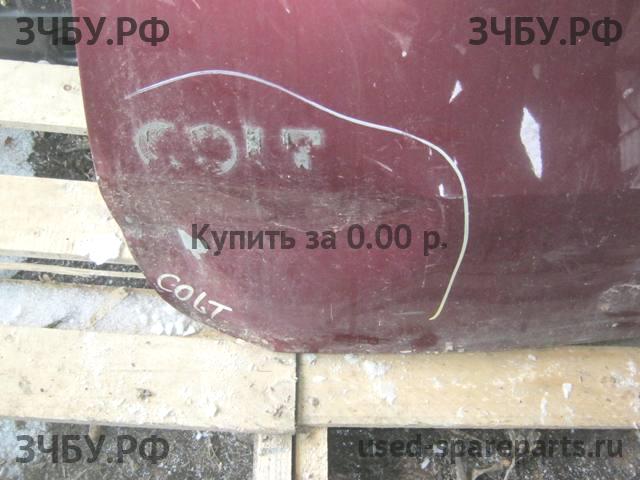 ЗЧБУ.РФ ЗЧБУ.РФ
COLT
Купить за 0.00 р.
COLT
ЗЧБУ.РФ used-spareparts.ru